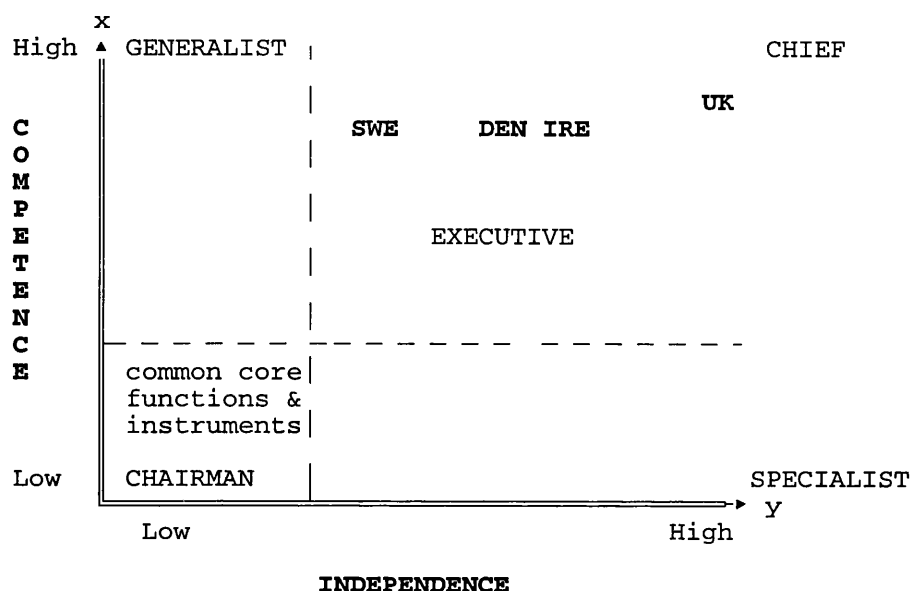 x
High GENERALIST CHIEF
UK
SWE DEN IRE
COMPETENCE
EXECUTIVE
common core
functions &
instruments
Low CHAIRMAN SPECIALIST
y
Low High
INDEPENDENCE